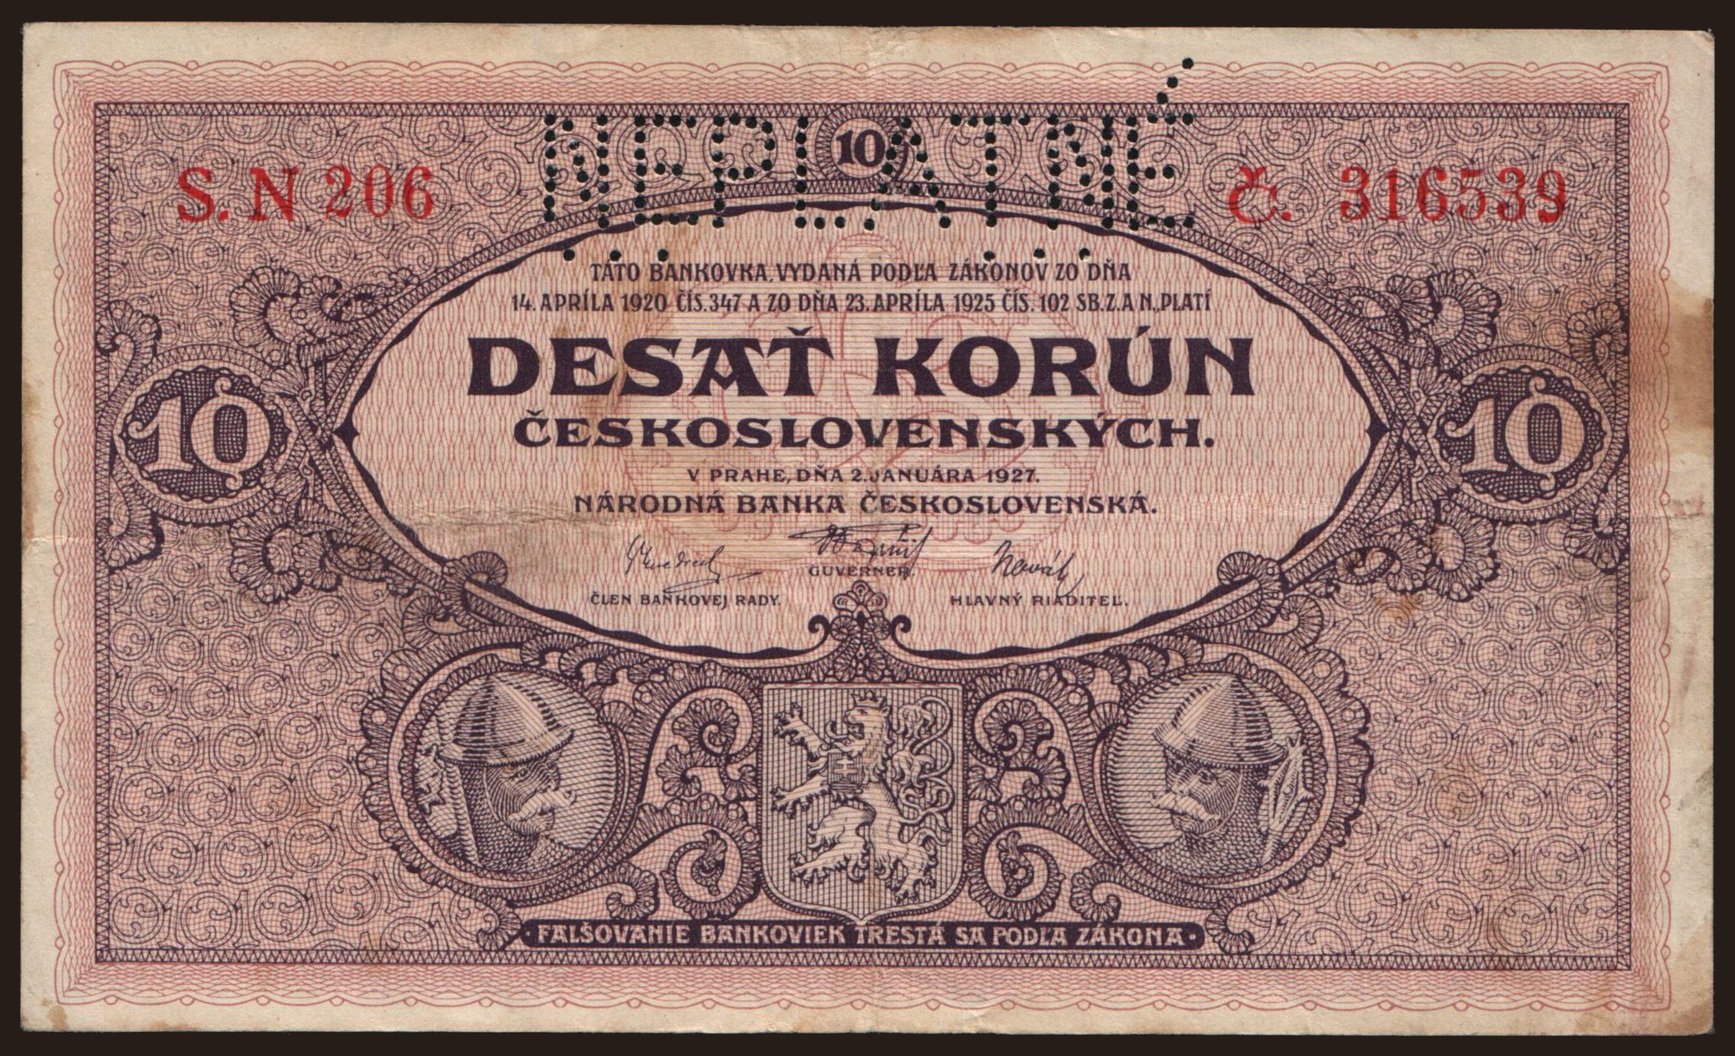 NEPLATNÉ
10
S. N 206
č. 316539
TÁTO BANKOVKA, VYDANÁ PODĽA ZÁKONOV ZO DŇA
14. APRÍLA 1920 ČÍS. 347 A ZO DŇA 23. APRÍLA 1925 ČÍS. 102 SB. Z. A N., PLATÍ
DESAŤ KORÚN
ČESKOSLOVENSKÝCH.
10
10
V PRAHE, DŇA 2. JANUÁRA 1927.
NÁRODNÁ BANKA ČESKOSLOVENSKÁ.
Novák
GUVERNER.
ČLEN BANKOVEJ RADY.
HLAVNÝ RIADITEĽ.
FALŠOVANIE BANKOVIEK TRESTÁ SA PODĽA ZÁKONA